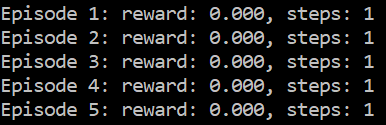 Episode 1: reward: 0.000, steps: 1
Episode 2: reward: 0.000, steps: 1
Episode 3: reward: 0.000, steps: 1
Episode 4: reward: 0.000, steps: 1
Episode 5: reward: 0.000, steps: 1